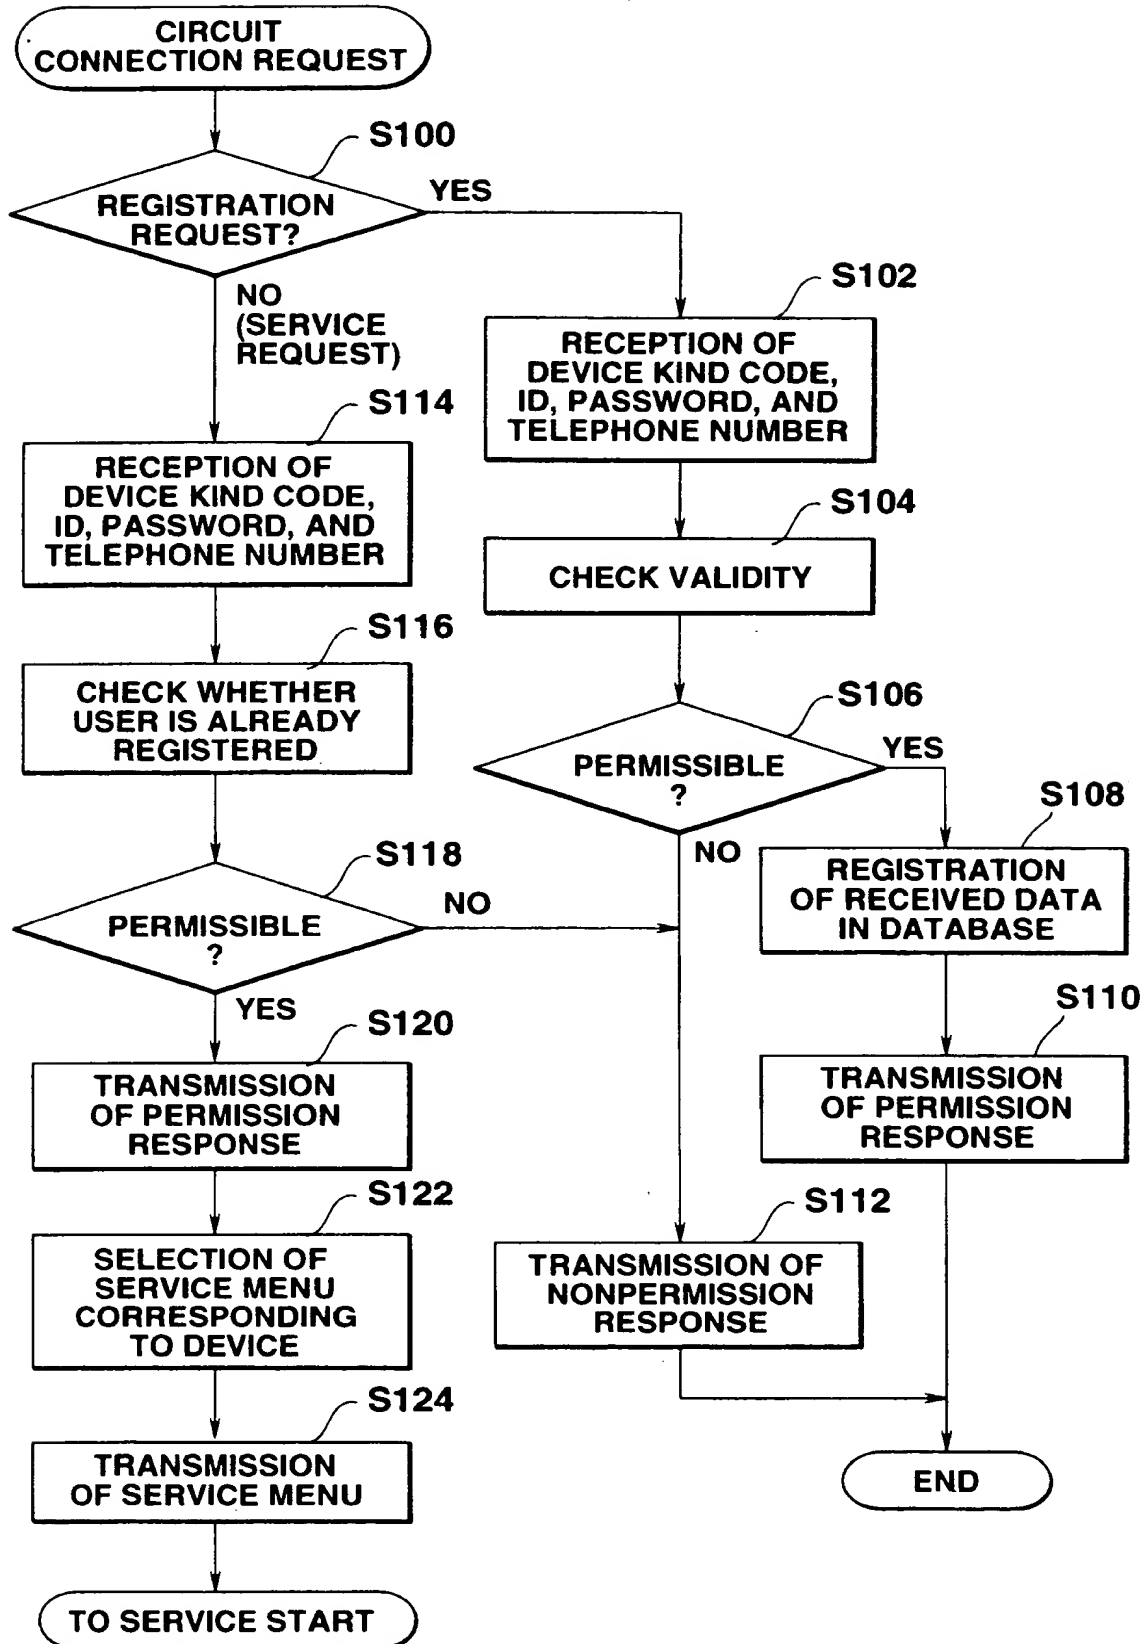 CIRCUIT
CONNECTION REQUEST
S100
REGISTRATION
REQUEST?
YES
NO
(SERVICE
REQUEST)
S102
RECEPTION OF
DEVICE KIND CODE,
ID, PASSWORD, AND
TELEPHONE NUMBER
S104
CHECK VALIDITY
S106
PERMISSIBLE
?
YES
NO
S108
REGISTRATION
OF RECEIVED DATA
IN DATABASE
S110
TRANSMISSION
OF PERMISSION
RESPONSE
S112
TRANSMISSION OF
NONPERMISSION
RESPONSE
END
S114
RECEPTION OF
DEVICE KIND CODE,
ID, PASSWORD, AND
TELEPHONE NUMBER
S116
CHECK WHETHER
USER IS ALREADY
REGISTERED
S118
PERMISSIBLE
?
NO
YES
S120
TRANSMISSION
OF PERMISSION
RESPONSE
S122
SELECTION OF
SERVICE MENU
CORRESPONDING
TO DEVICE
S124
TRANSMISSION
OF SERVICE MENU
TO SERVICE START